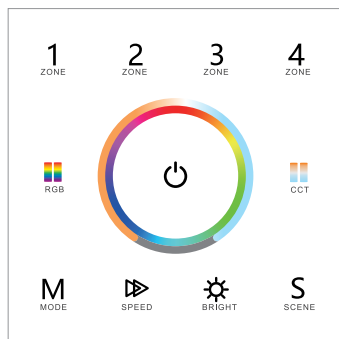 1 2 3 4
ZONE ZONE ZONE ZONE
RGB CCT
M S
MODE SPEED BRIGHT SCENE